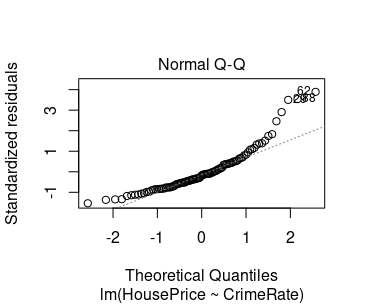 Normal Q-Q
Standardized residuals
3
1
-1
62
-2
-1
0
1
2
Theoretical Quantiles
lm(HousePrice ~ CrimeRate)